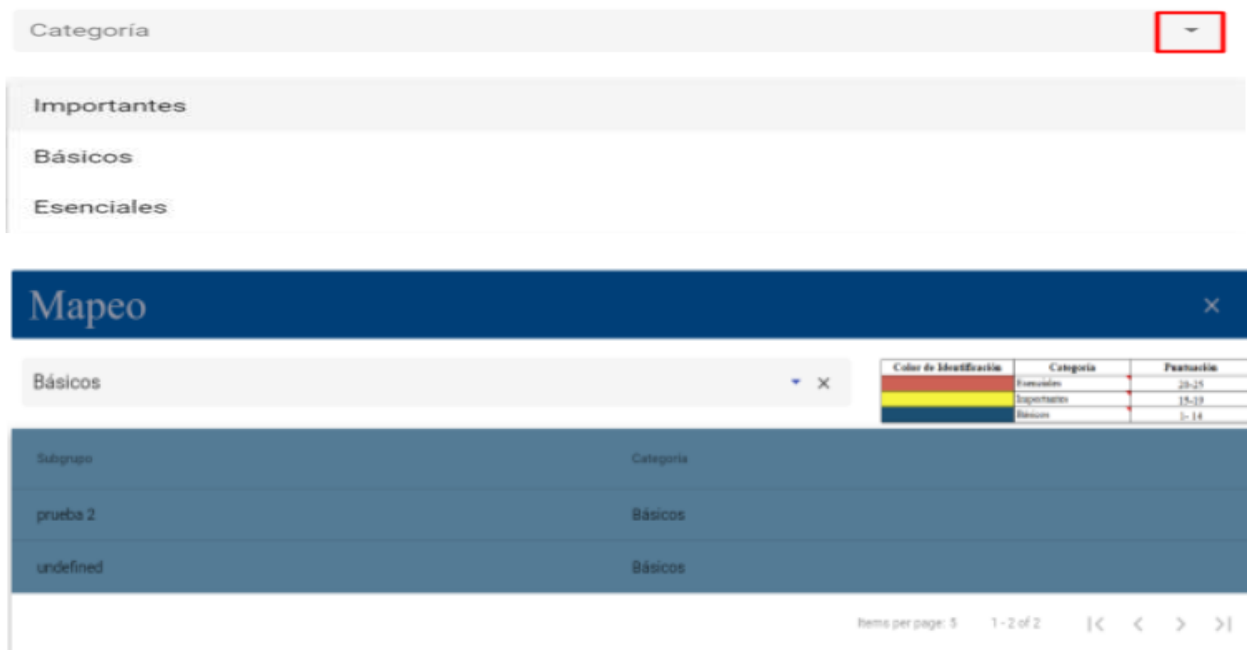 Categoría
Importantes
Básicos
Esenciales
Mapeo
Básicos
Color de Identificación Categoría Puntuación
Esenciales 20-25
Importantes 15-19
Básicos 1- 14
Subgrupo Categoria
prueba 2 Básicos
undefined Básicos
Items per page: 5 1 - 2 of 2